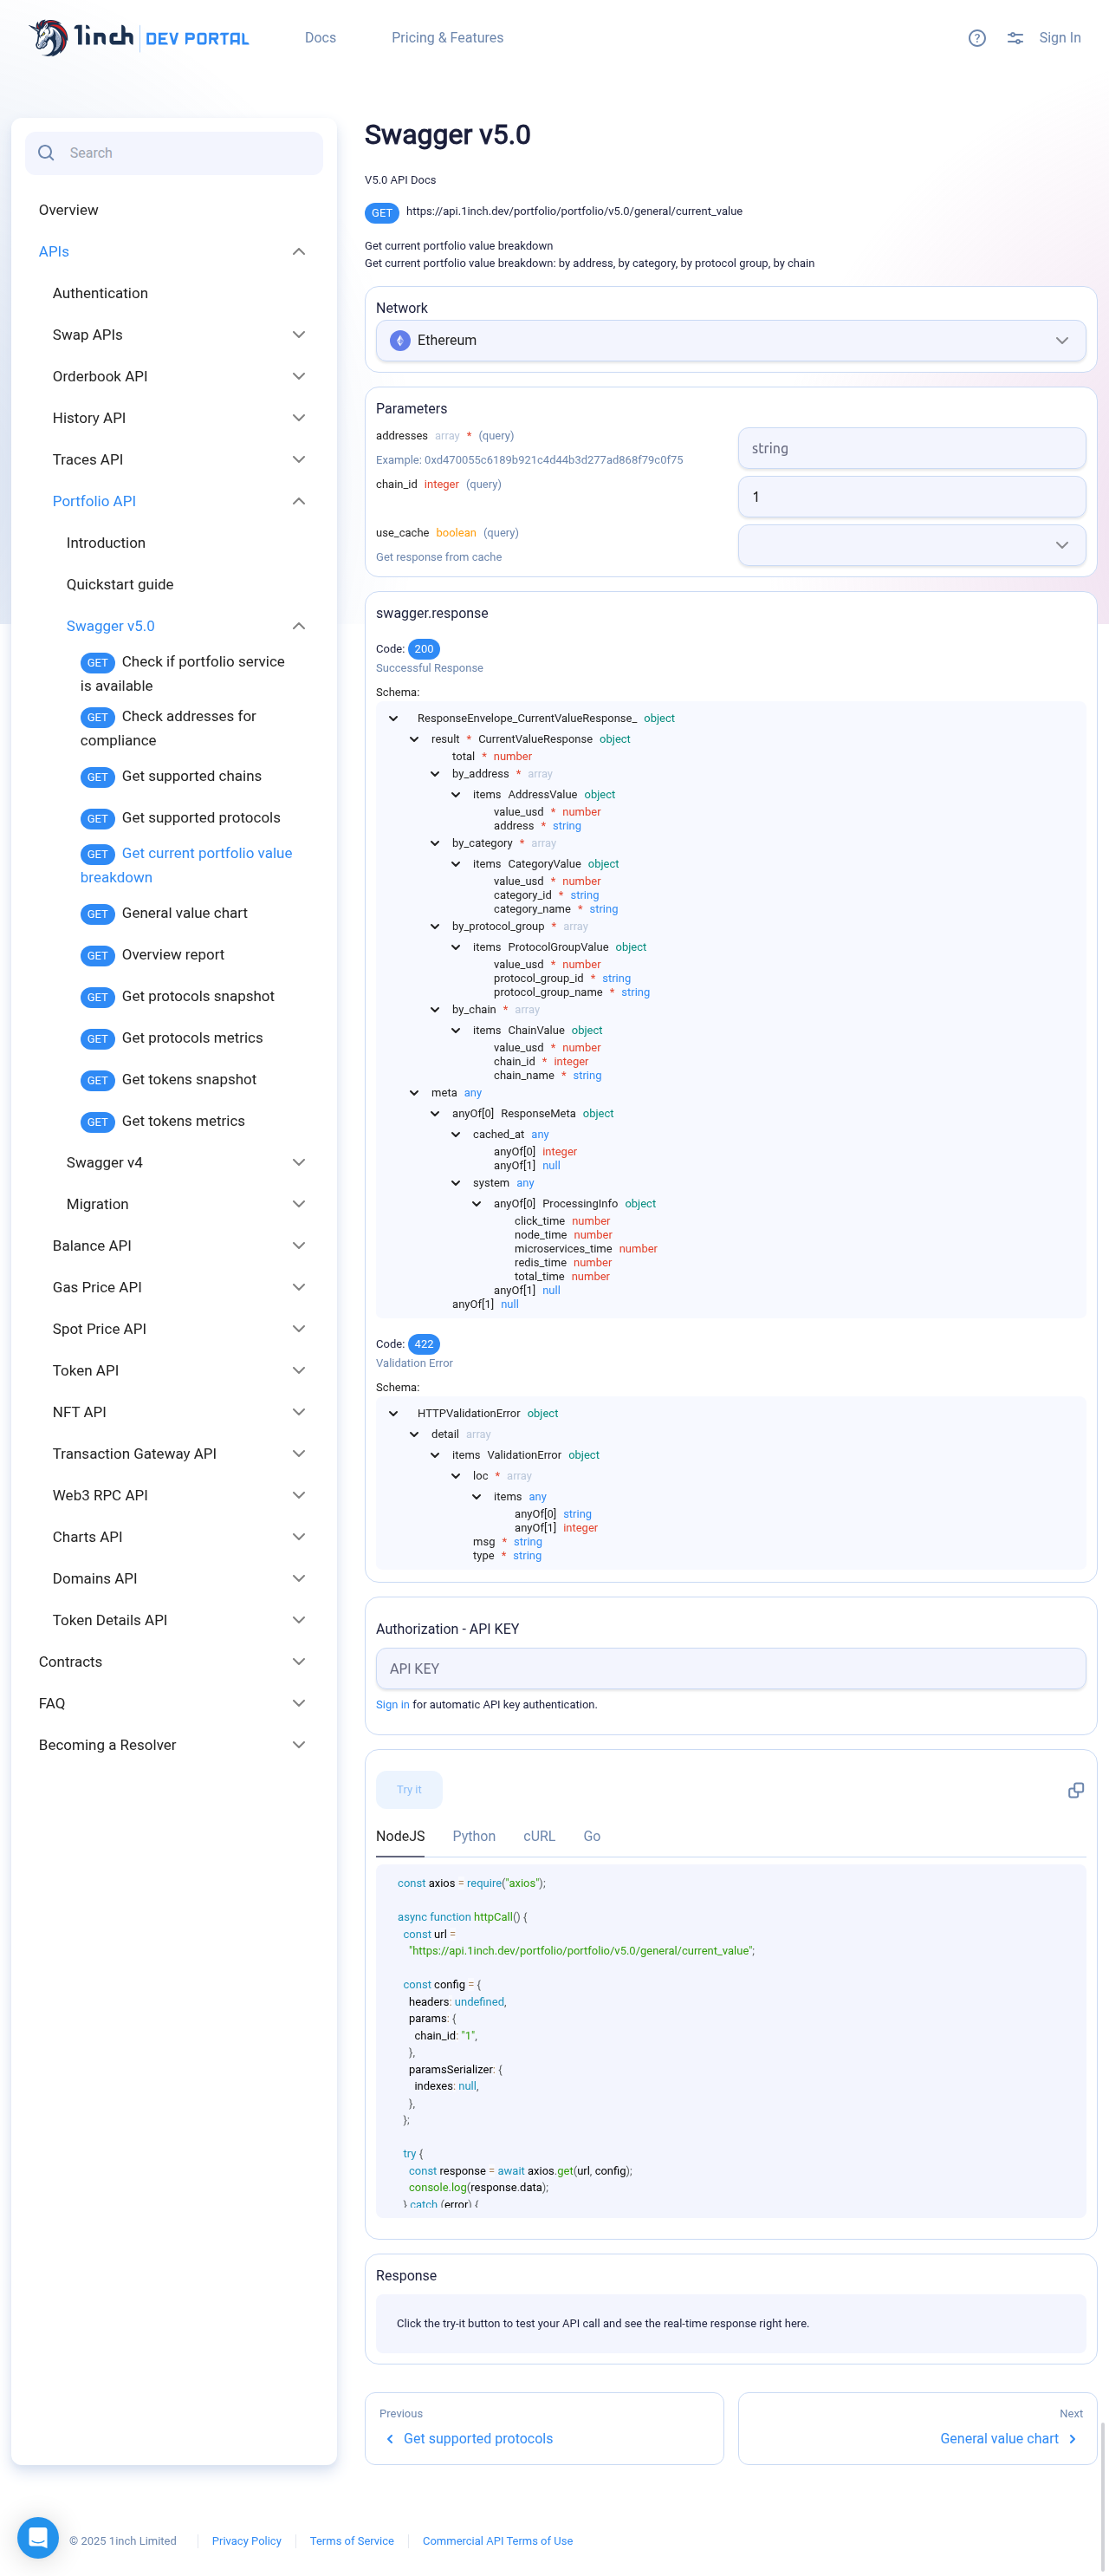 1inch DEV PORTAL
Docs
Pricing & Features
Sign In
Search
Overview
APIs
Authentication
Swap APIs
Orderbook API
History API
Traces API
Portfolio API
Introduction
Quickstart guide
Swagger v5.0
GET Check if portfolio service
is available
GET Check addresses for
compliance
GET Get supported chains
GET Get supported protocols
GET Get current portfolio value
breakdown
GET General value chart
GET Overview report
GET Get protocols snapshot
GET Get protocols metrics
GET Get tokens snapshot
GET Get tokens metrics
Swagger v4
Migration
Balance API
Gas Price API
Spot Price API
Token API
NFT API
Transaction Gateway API
Web3 RPC API
Charts API
Domains API
Token Details API
Contracts
FAQ
Becoming a Resolver
Swagger v5.0
V5.0 API Docs
GET https://api.1inch.dev/portfolio/portfolio/v5.0/general/current_value
Get current portfolio value breakdown
Get current portfolio value breakdown: by address, by category, by protocol group, by chain
Network
Ethereum
Parameters
addresses array * (query)
string
Example: 0xd470055c6189b921c4d44b3d277ad868f79c0f75
chain_id integer (query)
1
use_cache boolean (query)
Get response from cache
swagger.response
Code: 200
Successful Response
Schema:
ResponseEnvelope_CurrentValueResponse_ object
result * CurrentValueResponse object
total * number
by_address * array
items AddressValue object
value_usd * number
address * string
by_category * array
items CategoryValue object
value_usd * number
category_id * string
category_name * string
by_protocol_group * array
items ProtocolGroupValue object
value_usd * number
protocol_group_id * string
protocol_group_name * string
by_chain * array
items ChainValue object
value_usd * number
chain_id * integer
chain_name * string
meta any
anyOf[0] ResponseMeta object
cached_at any
anyOf[0] integer
anyOf[1] null
system any
anyOf[0] ProcessingInfo object
click_time number
node_time number
microservices_time number
redis_time number
total_time number
anyOf[1] null
anyOf[1] null
Code: 422
Validation Error
Schema:
HTTPValidationError object
detail array
items ValidationError object
loc * array
items any
anyOf[0] string
anyOf[1] integer
msg * string
type * string
Authorization - API KEY
API KEY
Sign in for automatic API key authentication.
Try it
NodeJS
Python
cURL
Go
const axios = require("axios");
async function httpCall() {
const url =
"https://api.1inch.dev/portfolio/portfolio/v5.0/general/current_value";
const config = {
headers: undefined,
params: {
chain_id: "1",
},
paramsSerializer: {
indexes: null,
},
};
try {
const response = await axios.get(url, config);
console.log(response.data);
} catch (error) {
Response
Click the try-it button to test your API call and see the real-time response right here.
Previous
Get supported protocols
Next
General value chart
© 2025 1inch Limited
Privacy Policy
Terms of Service
Commercial API Terms of Use